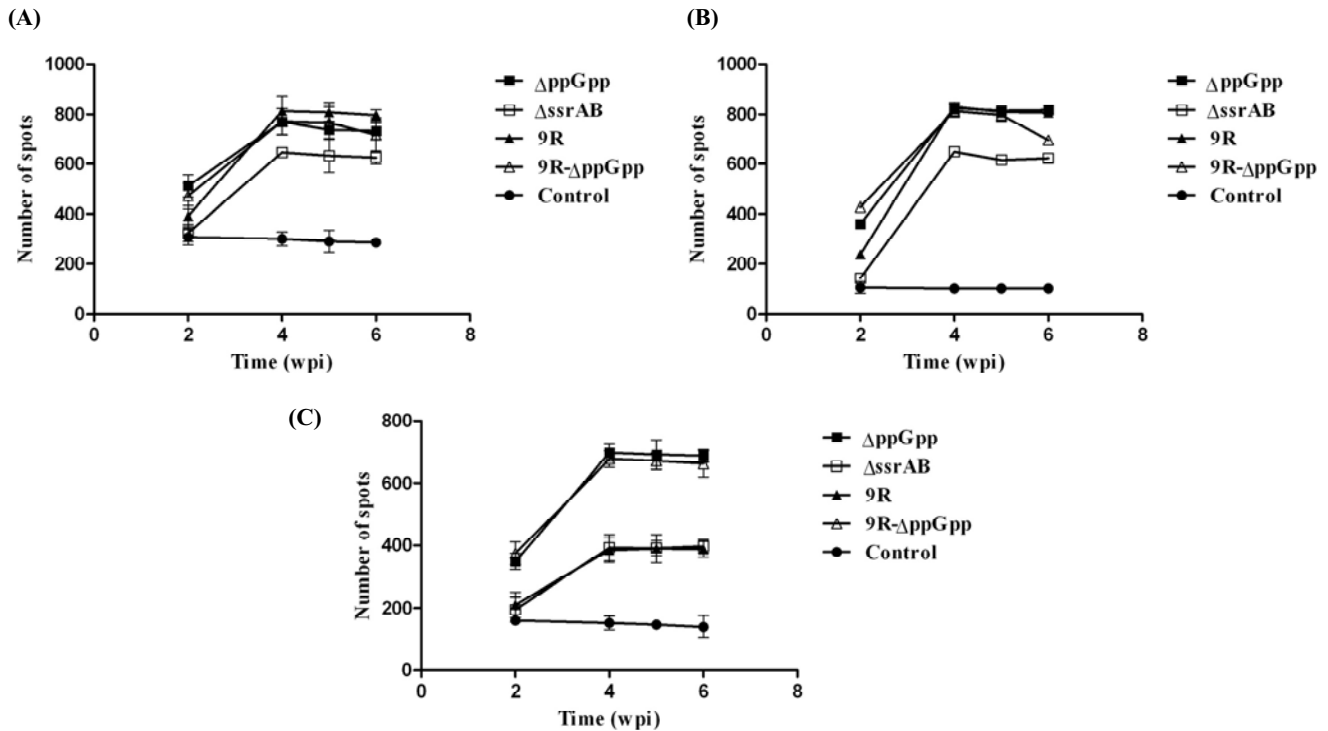 (A)
(B)
1000
800
600
400
200
0
0 2 4 6 8
Number of spots
Time (wpi)
ΔppGpp
ΔssrAB
9R
9R-ΔppGpp
Control
1000
800
600
400
200
0
0 2 4 6 8
Number of spots
Time (wpi)
ΔppGpp
ΔssrAB
9R
9R-ΔppGpp
Control
(C)
800
600
400
200
0
0 2 4 6 8
Number of spots
Time (wpi)
ΔppGpp
ΔssrAB
9R
9R-ΔppGpp
Control